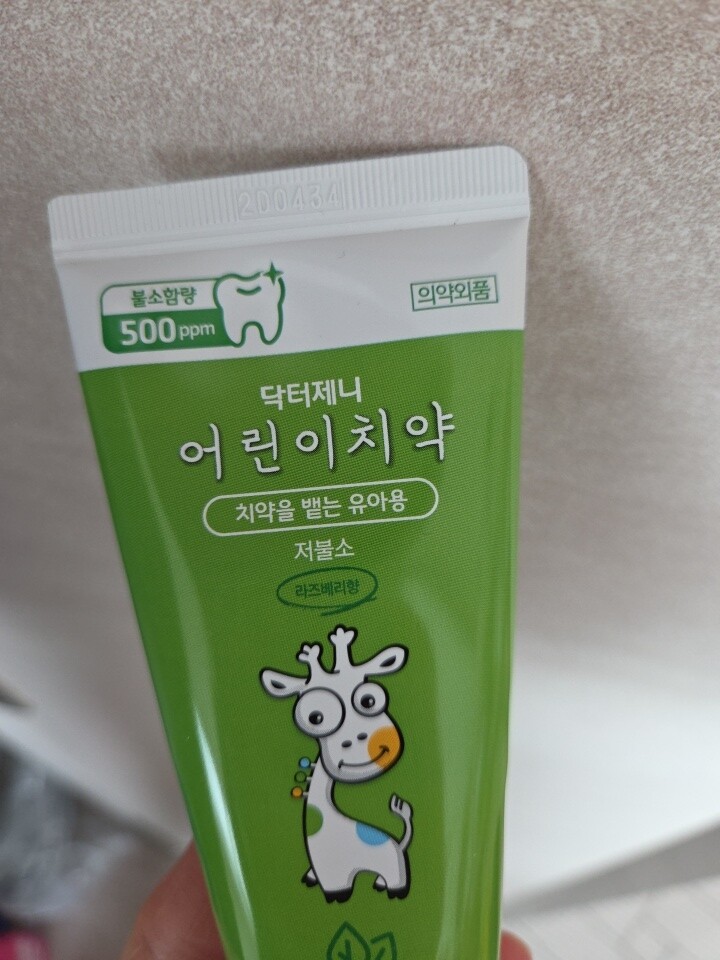 2D0434
불소함량
500 ppm
의약외품
닥터제니
어린이치약
치약을 뱉는 유아용
저불소
라즈베리향